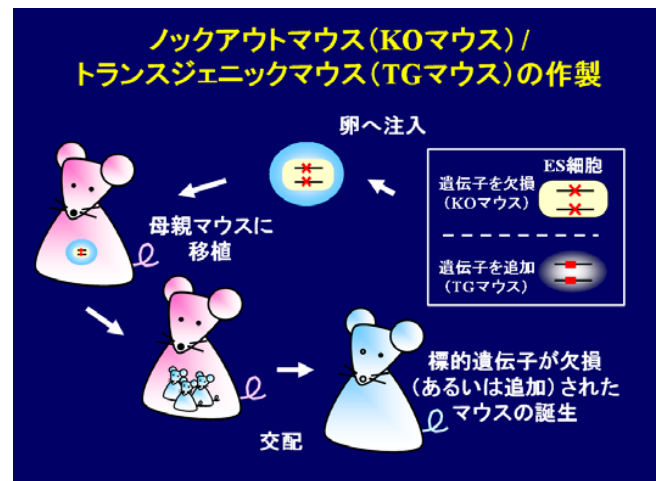 ノックアウトマウス（KOマウス）/
トランスジェニックマウス（TGマウス）の作製
卵へ注入
ES細胞
遺伝子を欠損
（KOマウス）
遺伝子を追加
（TGマウス）
母親マウスに
移植
標的遺伝子が欠損
（あるいは追加）された
マウスの誕生
交配